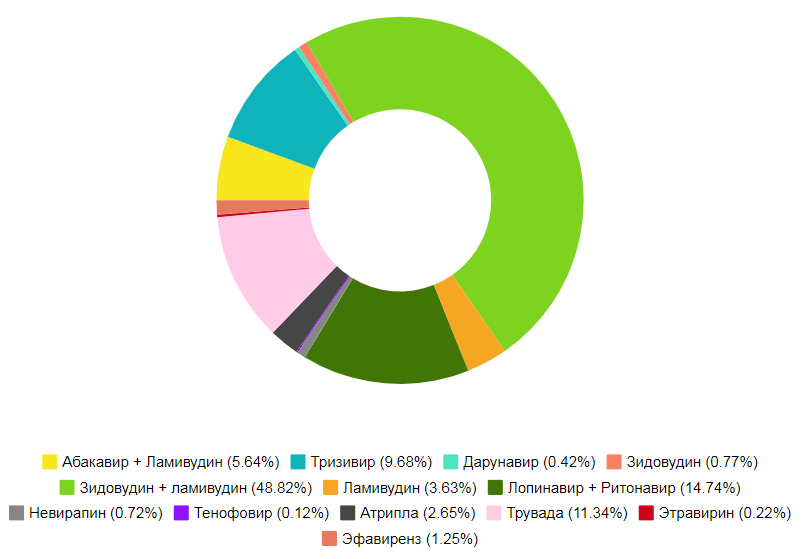 Абакавир + Ламивудин (5.64%) Тризивир (9.68%) Дарунавир (0.42%) Зидовудин (0.77%)
Зидовудин + ламивудин (48.82%) Ламивудин (3.63%) Лопинавир + Ритонавир (14.74%)
Невирапин (0.72%) Тенофовир (0.12%) Атрипла (2.65%) Трувада (11.34%) Этравирин (0.22%)
Эфавиренз (1.25%)